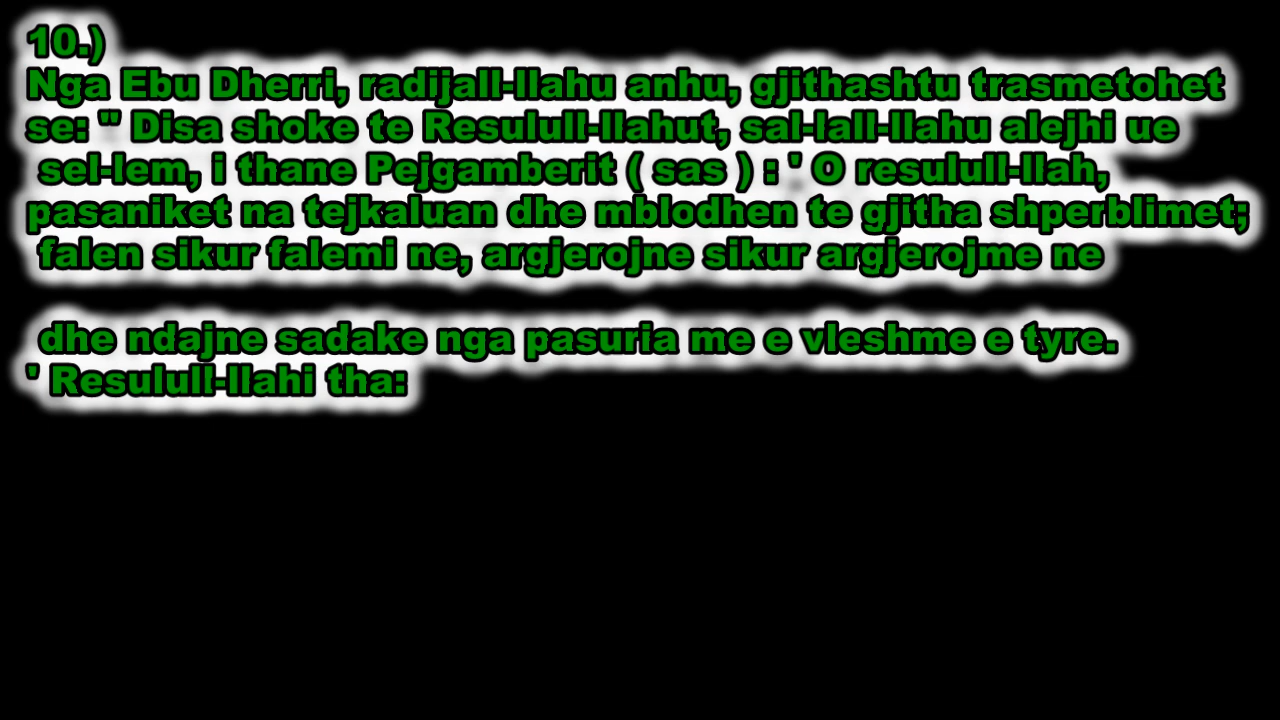 10.)
Nga Ebu Dherri, radijall-llahu anhu, gjithashtu trasmetohet
se: " Disa shoke te Resulull-llahut, sal-lall-llahu alejhi ue
sel-lem, i thane Pejgamberit ( sas ) : ' O resulull-llah,
pasaniket na tejkaluan dhe mblodhen te gjitha shperblimet;
falen sikur falemi ne, argjerojne sikur argjerojme ne
dhe ndajne sadake nga pasuria me e vleshme e tyre.
' Resulull-llahi tha: